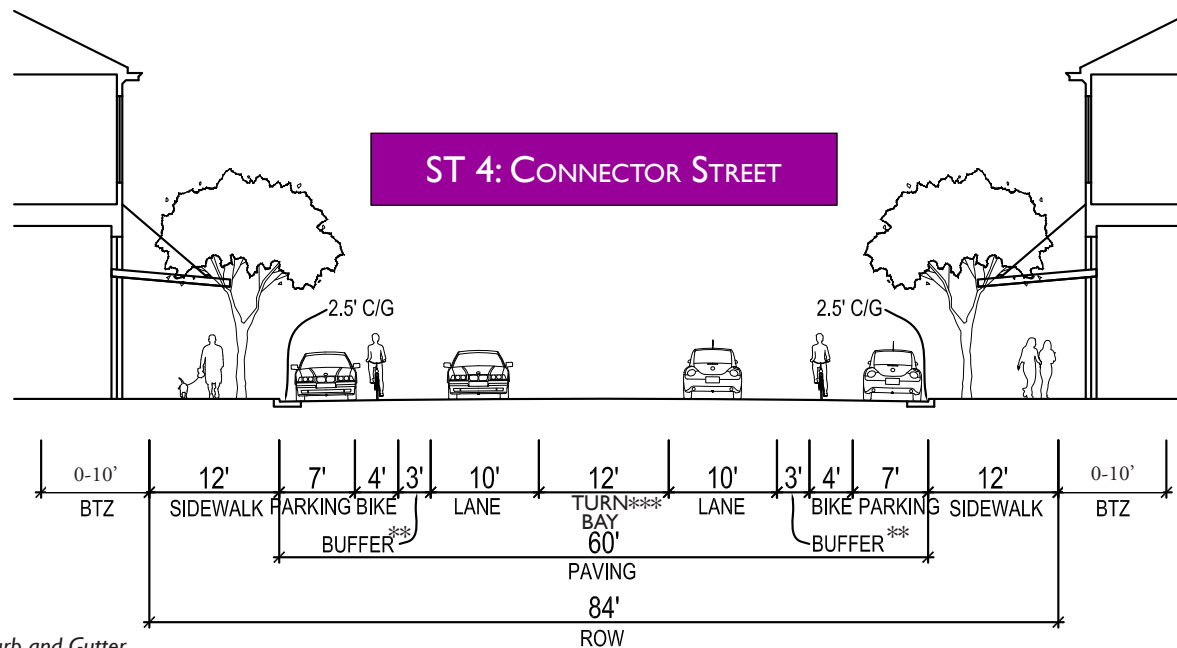 ST 4: CONNECTOR STREET
2.5' C/G 2.5' C/G
0-10' 12' 7' 4' 3' 10' 12' 10' 3' 4' 7' 12' 0-10'
BTZ SIDEWALK PARKING BIKE LANE TURN*** LANE BIKE PARKING SIDEWALK BTZ
BAY
BUFFER** BUFFER**
60'
PAVING
84'
ROW
and Gutter